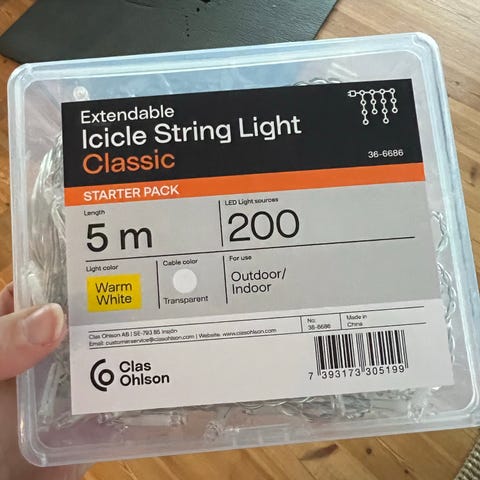 Extendable
Icicle String Light
Classic
36-6686
STARTER PACK
Length
5 m
LED Light sources
200
Light color
Warm
White
Cable color
Transparent
For use
Outdoor/
Indoor
Clas Ohlson AB | SE-793 85 Insjön
Email: customerservice@clasohlson.com | Website: www.clasohlson.com
No:
36-6686
Made in
China
Clas
Ohlson
7 393173 305199